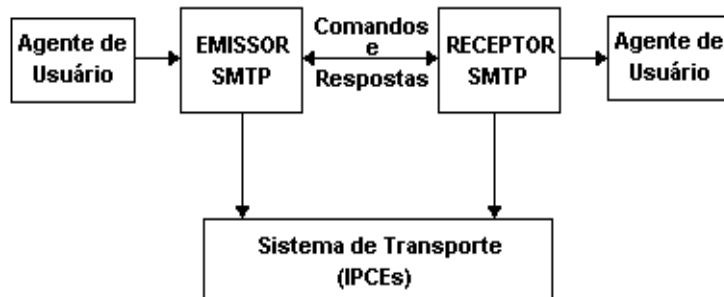 Agente de
Usuário
EMISSOR
SMTP
Comandos
e
Respostas
RECEPTOR
SMTP
Agente de
Usuário
Sistema de Transporte
(IPCEs)